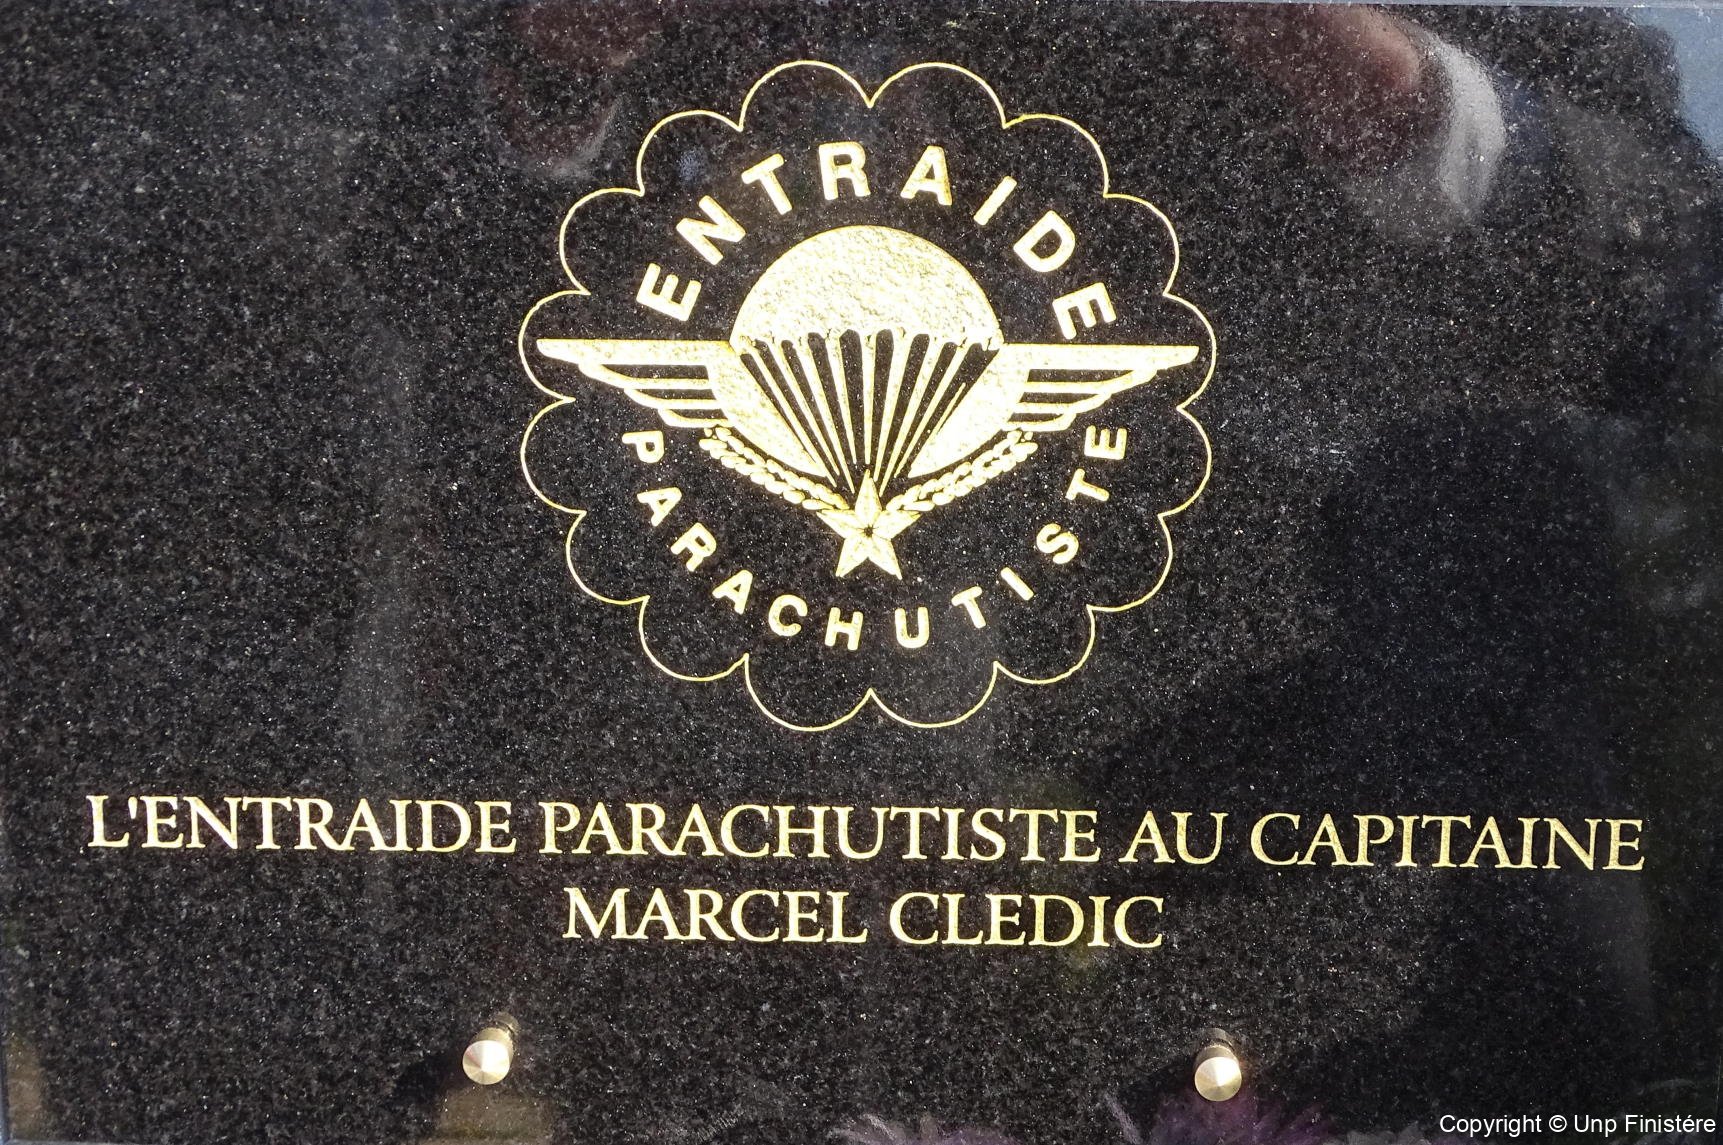 ENTRAIDE
PARACHUTISTE
L'ENTRAIDE PARACHUTISTE AU CAPITAINE
MARCEL CLEDIC
Copyright © Unp Finistére